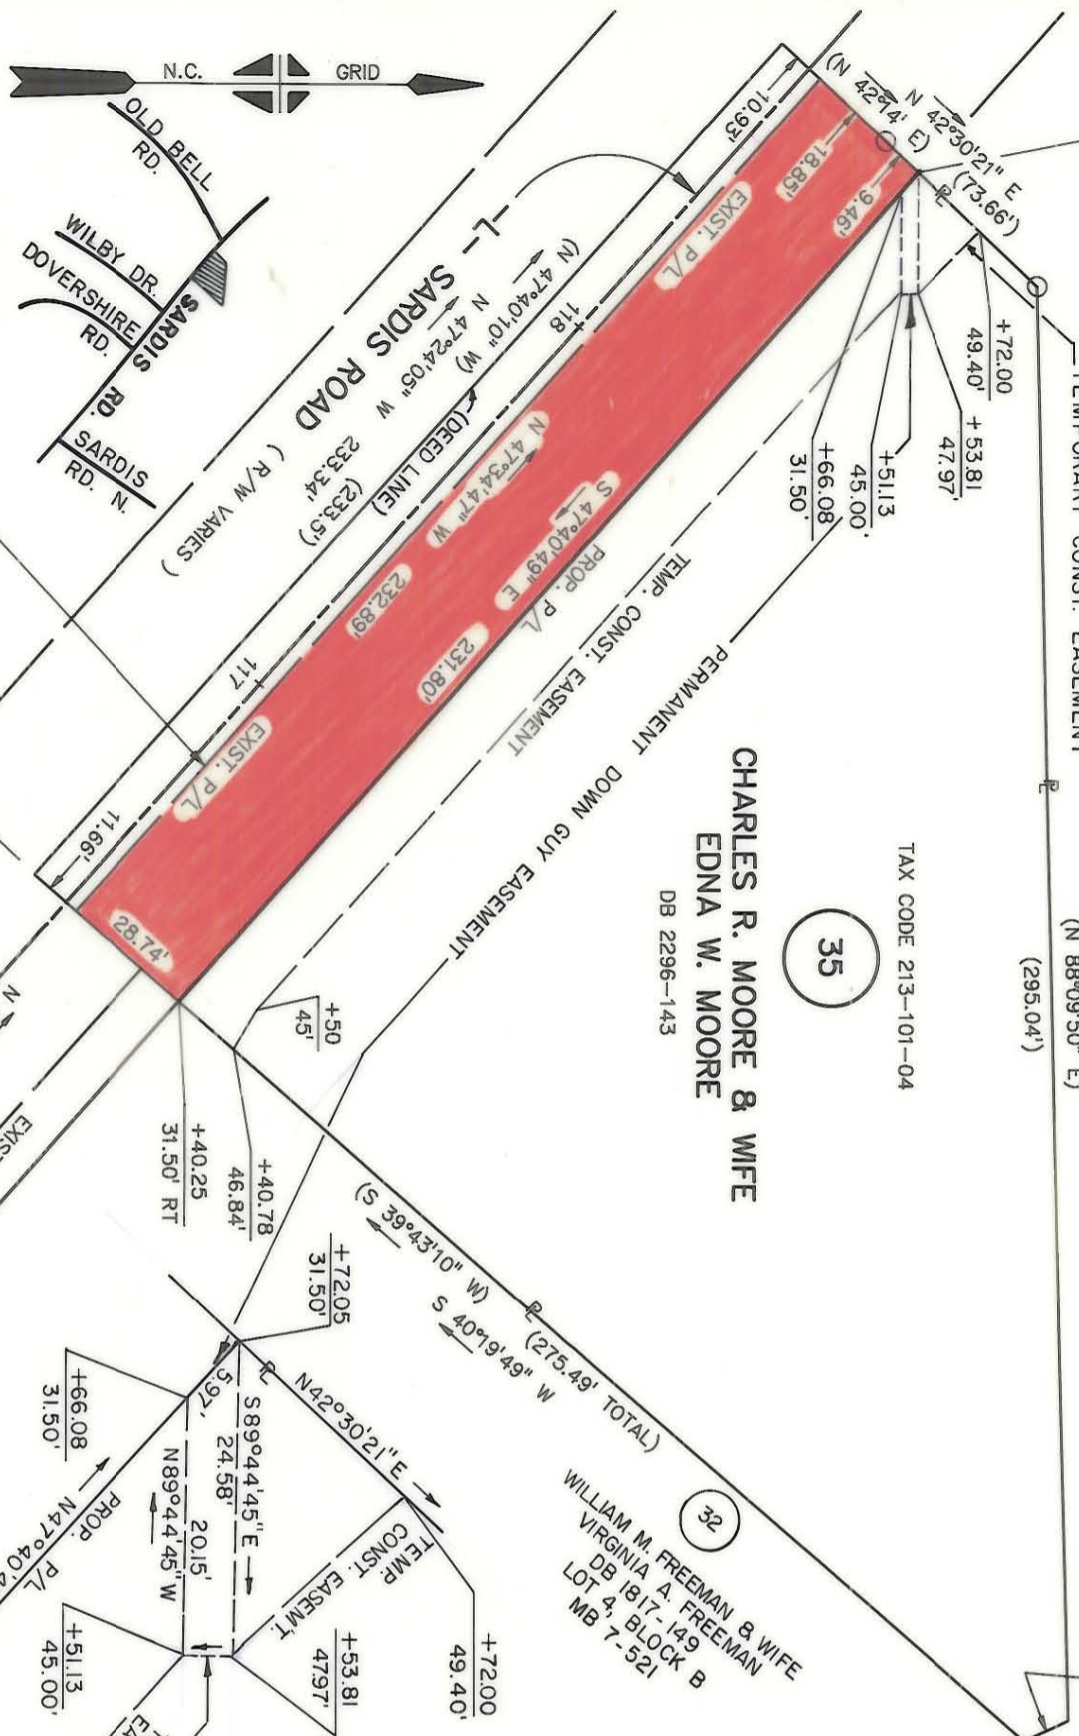 N.C. GRID
OLD BELL
RD.
WILBY DR.
DOVERSHIRE
RD.
SARDIS
RD.
SARDIS
RD. N.
-L- SARDIS ROAD ( R/W VARIES )
(N 47°40'10" W)
N 47°24'05" W 233.34'
(233.5')
(DEED LINE)
10.93'
118
117
11.66'
EXIST. P/L
EXIST. P/L
N 47°34'47" W 232.89'
S 47°40'49" E 231.80'
PROP. P/L
18.85'
9.46'
28.74'
(N 42°14' E)
N 42°30'21" E
(73.66')
+72.00
49.40'
+53.81
47.97'
+51.13
45.00'
+66.08
31.50'
TEMPORARY CONST. EASEMENT
TEMP. CONST. EASEMENT
PERMANENT DOWN GUY EASEMENT
(N 88°09'50" E)
(295.04')
TAX CODE 213-101-04
35
CHARLES R. MOORE & WIFE
EDNA W. MOORE
DB 2296-143
+50
45'
+40.78
46.84'
+40.25
31.50' RT
(S 39°43'10" W)
S 40°19'49" W
(275.49' TOTAL)
32
WILLIAM M. FREEMAN & WIFE
VIRGINIA A. FREEMAN
DB 1817-149
LOT 4, BLOCK B
MB 7-521
+72.05
31.50'
N42°30'21"E
5.97'
S89°44'45"E
24.58'
20.15'
N89°44'45"W
+66.08
31.50'
PROP. P/L
TEMP.
CONST. EASEM'T.
+72.00
49.40'
+53.81
47.97'
+51.13
45.00'
N